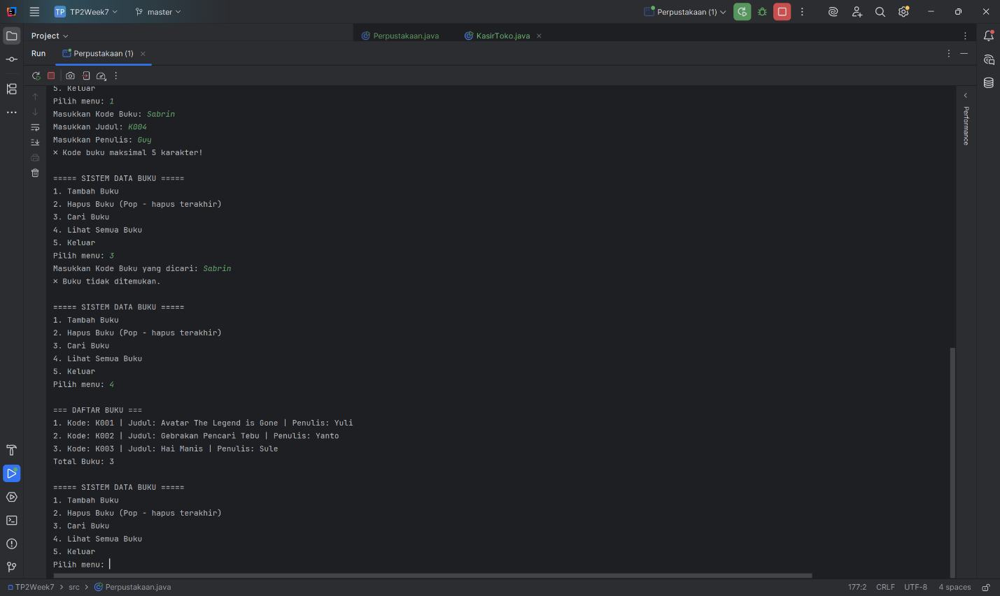 TP TP2Week7 master Perpustakaan (1)
Project Perpustakaan.java KasirToko.java
Run Perpustakaan (1)
5. Keluar
Pilih menu: 1
Masukkan Kode Buku: Sabrin
Masukkan Judul: K004
Masukkan Penulis: Guy
× Kode buku maksimal 5 karakter!
===== SISTEM DATA BUKU =====
1. Tambah Buku
2. Hapus Buku (Pop - hapus terakhir)
3. Cari Buku
4. Lihat Semua Buku
5. Keluar
Pilih menu: 3
Masukkan Kode Buku yang dicari: Sabrin
× Buku tidak ditemukan.
===== SISTEM DATA BUKU =====
1. Tambah Buku
2. Hapus Buku (Pop - hapus terakhir)
3. Cari Buku
4. Lihat Semua Buku
5. Keluar
Pilih menu: 4
=== DAFTAR BUKU ===
1. Kode: K001 | Judul: Avatar The Legend is Gone | Penulis: Yuli
2. Kode: K002 | Judul: Gebrakan Pencari Tebu | Penulis: Yanto
3. Kode: K003 | Judul: Hai Manis | Penulis: Sule
Total Buku: 3
===== SISTEM DATA BUKU =====
1. Tambah Buku
2. Hapus Buku (Pop - hapus terakhir)
3. Cari Buku
4. Lihat Semua Buku
5. Keluar
Pilih menu:
Performance
TP2Week7 > src > Perpustakaan.java 177:2 CRLF UTF-8 4 spaces